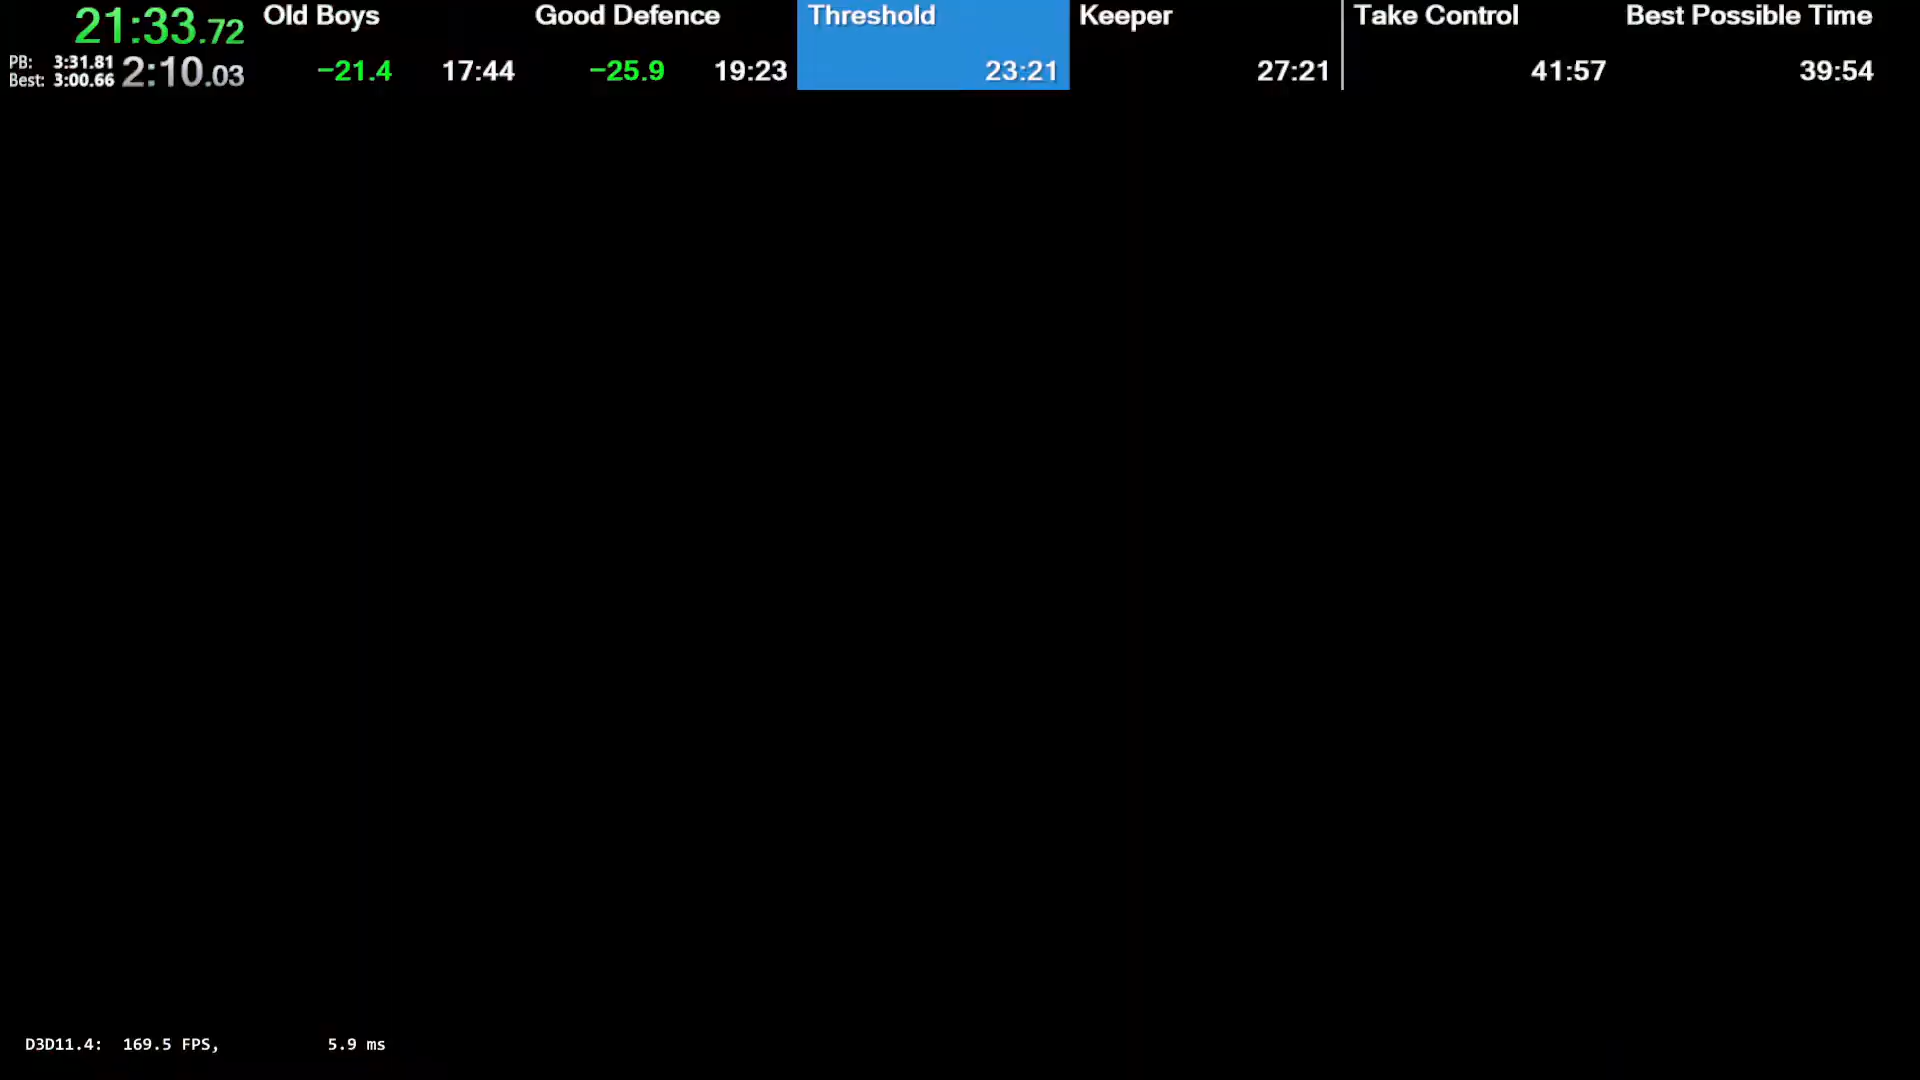 21:33.72
PB: 3:31.81
Best: 3:00.66
2:10.03
Old Boys
−21.4 17:44
Good Defence
−25.9 19:23
Threshold
23:21
Keeper
27:21
Take Control
41:57
Best Possible Time
39:54
D3D11.4: 169.5 FPS, 5.9 ms